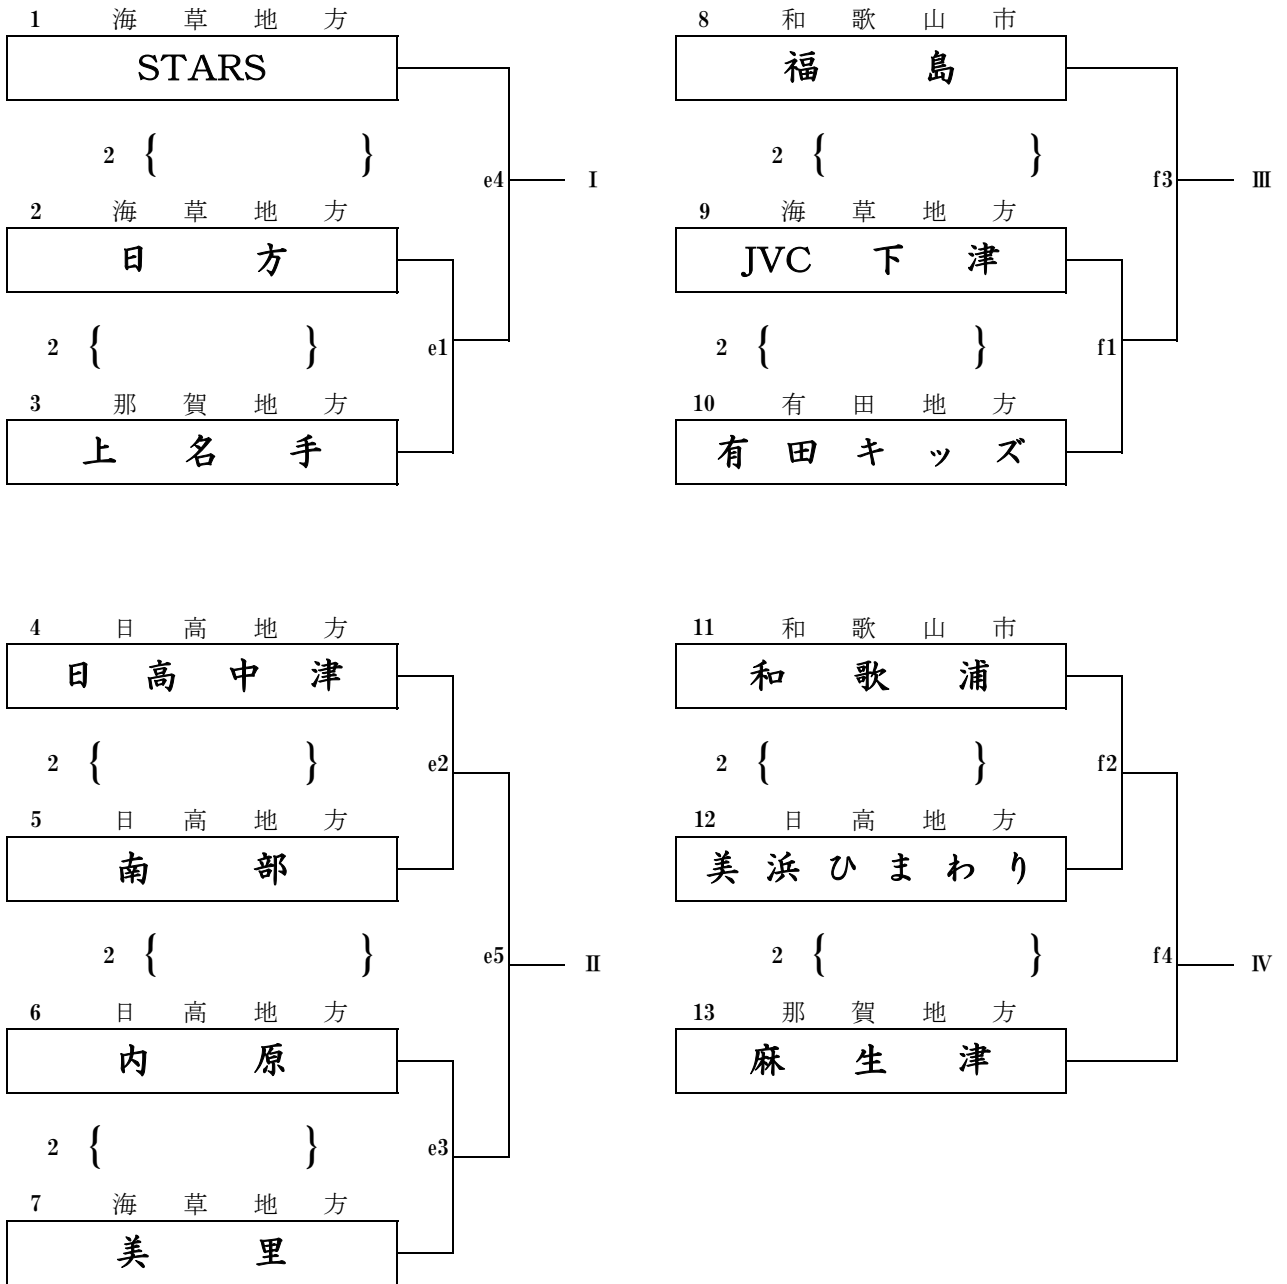 1 海草地方
STARS
2 { }
e4 Ⅰ
2 海草地方
日方
2 { }
e1
3 那賀地方
上名手
4 日高地方
日高中津
2 { }
e2
5 日高地方
南部
2 { }
e5 Ⅱ
6 日高地方
内原
2 { }
e3
7 海草地方
美里
8 和歌山市
福島
2 { }
f3 Ⅲ
9 海草地方
JVC下津
2 { }
f1
10 有田地方
有田キッズ
11 和歌山市
和歌浦
2 { }
f2
12 日高地方
美浜ひまわり
2 { }
f4 Ⅳ
13 那賀地方
麻生津